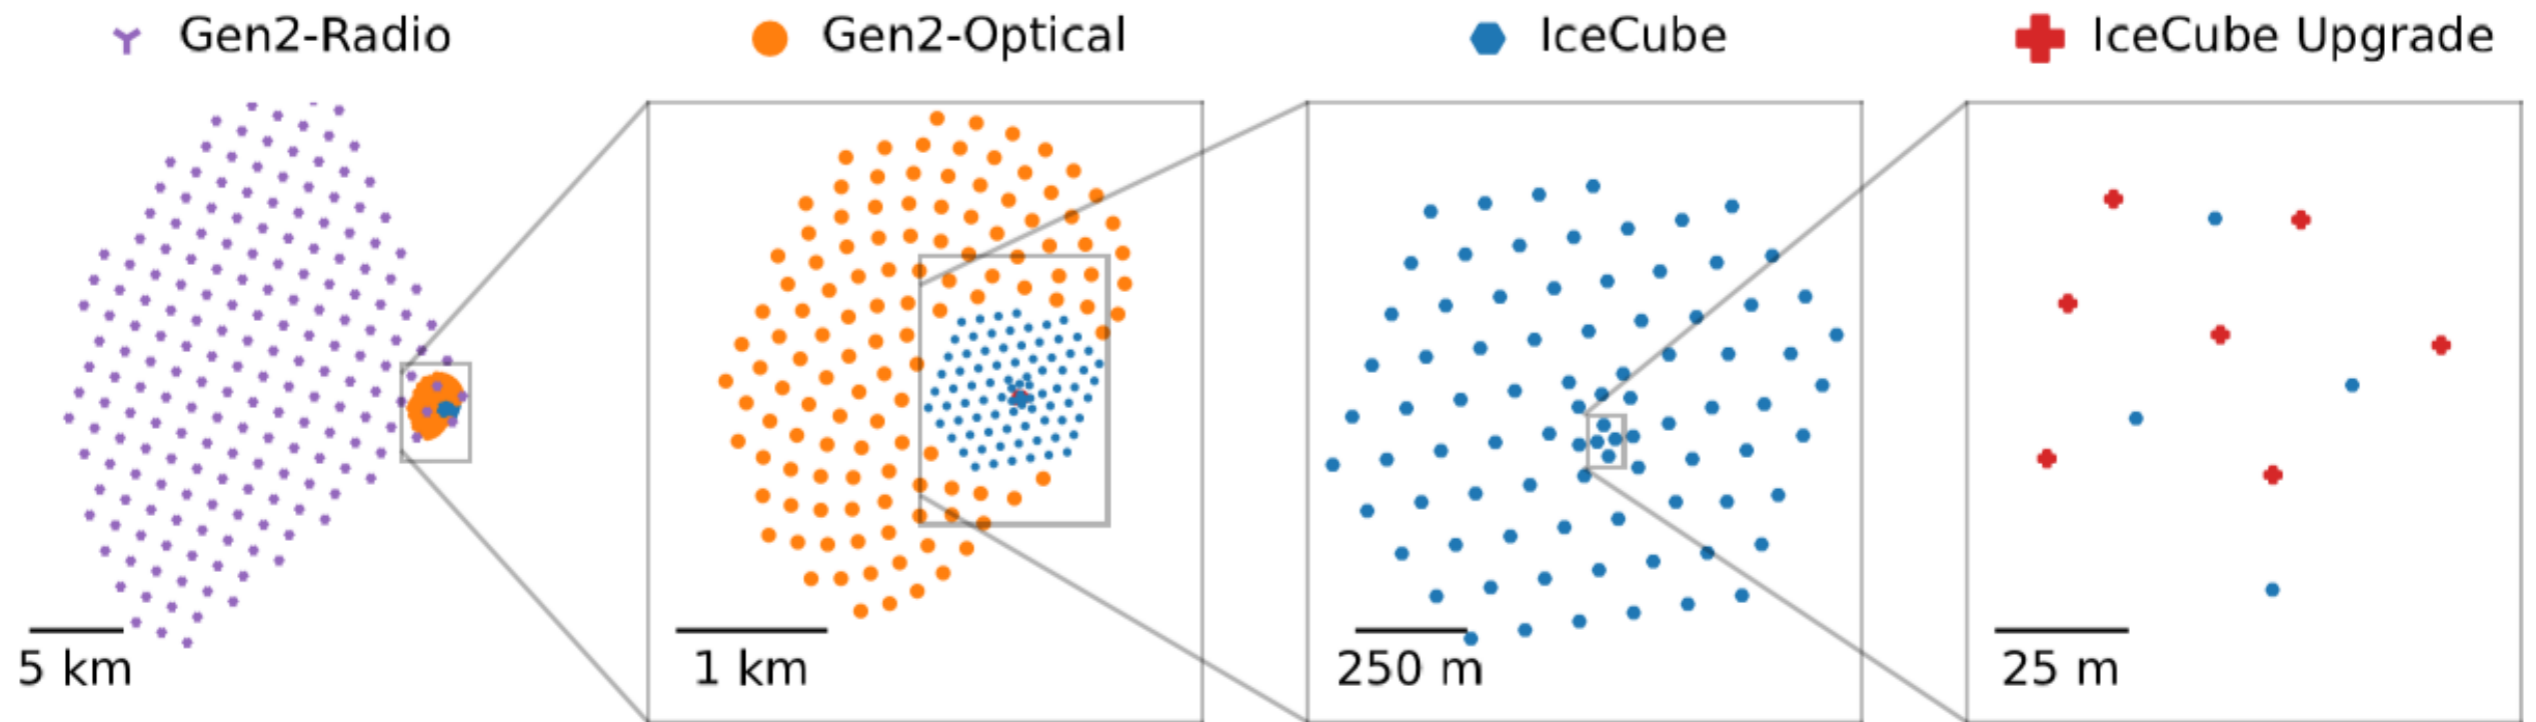 Gen2-Radio
Gen2-Optical
IceCube
IceCube Upgrade
5 km
1 km
250 m
25 m